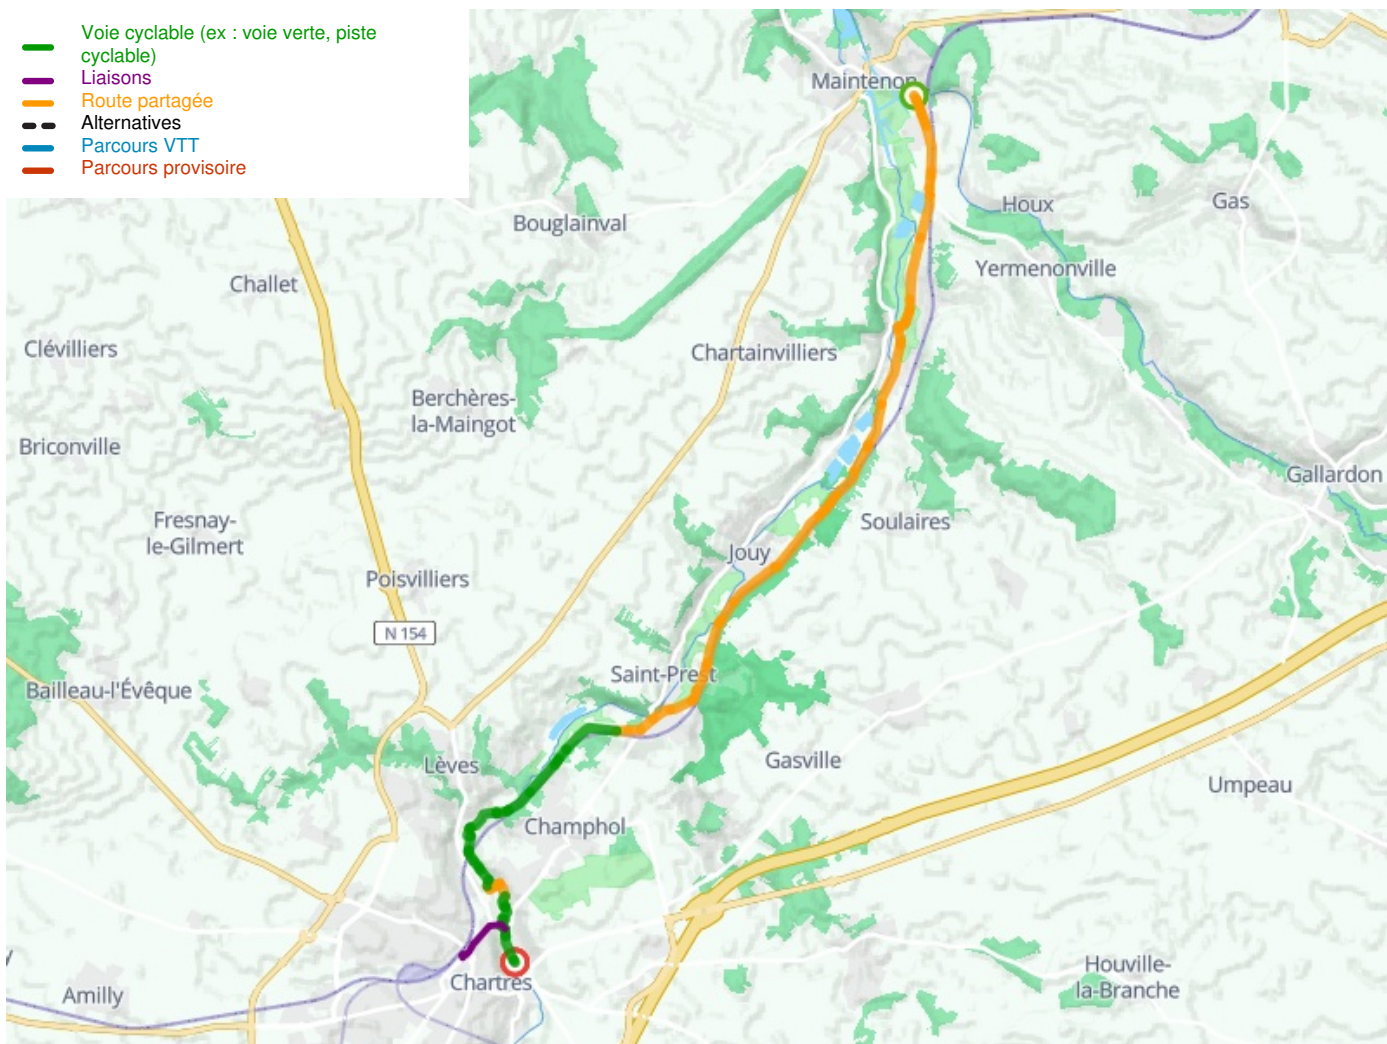 Voie cyclable (ex : voie verte, piste
cyclable)
Liaisons
Route partagée
Alternatives
Parcours VTT
Parcours provisoire
Maintenon
Bouglainval
Houx
Gas
Challet
Yermenonville
Clévilliers
Chartainvilliers
Berchères-
la-Maingot
Briconville
Gallardon
Fresnay-
le-Gilmert
Soulaires
Jouy
Poisvilliers
N 154
Saint-Prest
Bailleau-l'Évêque
Lèves
Gasville
Umpeau
Champhol
Houville-
la-Branche
Chartres
Amilly